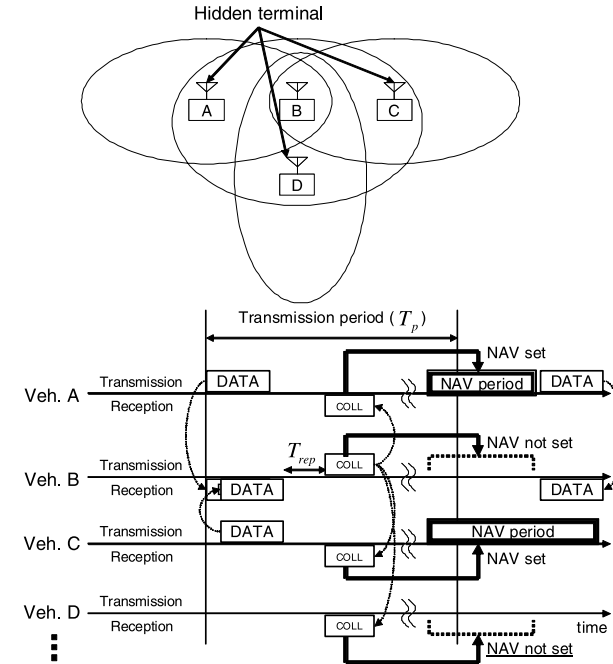 Hidden terminal
A
B
C
D
Transmission period ( T_p )
NAV set
Veh. A
Transmission
DATA
NAV period
DATA
Reception
COLL
NAV not set
T_rep
Veh. B
Transmission
COLL
Reception
DATA
DATA
Veh. C
Transmission
DATA
NAV period
Reception
COLL
NAV set
Veh. D
Transmission
Reception
COLL
time
NAV not set